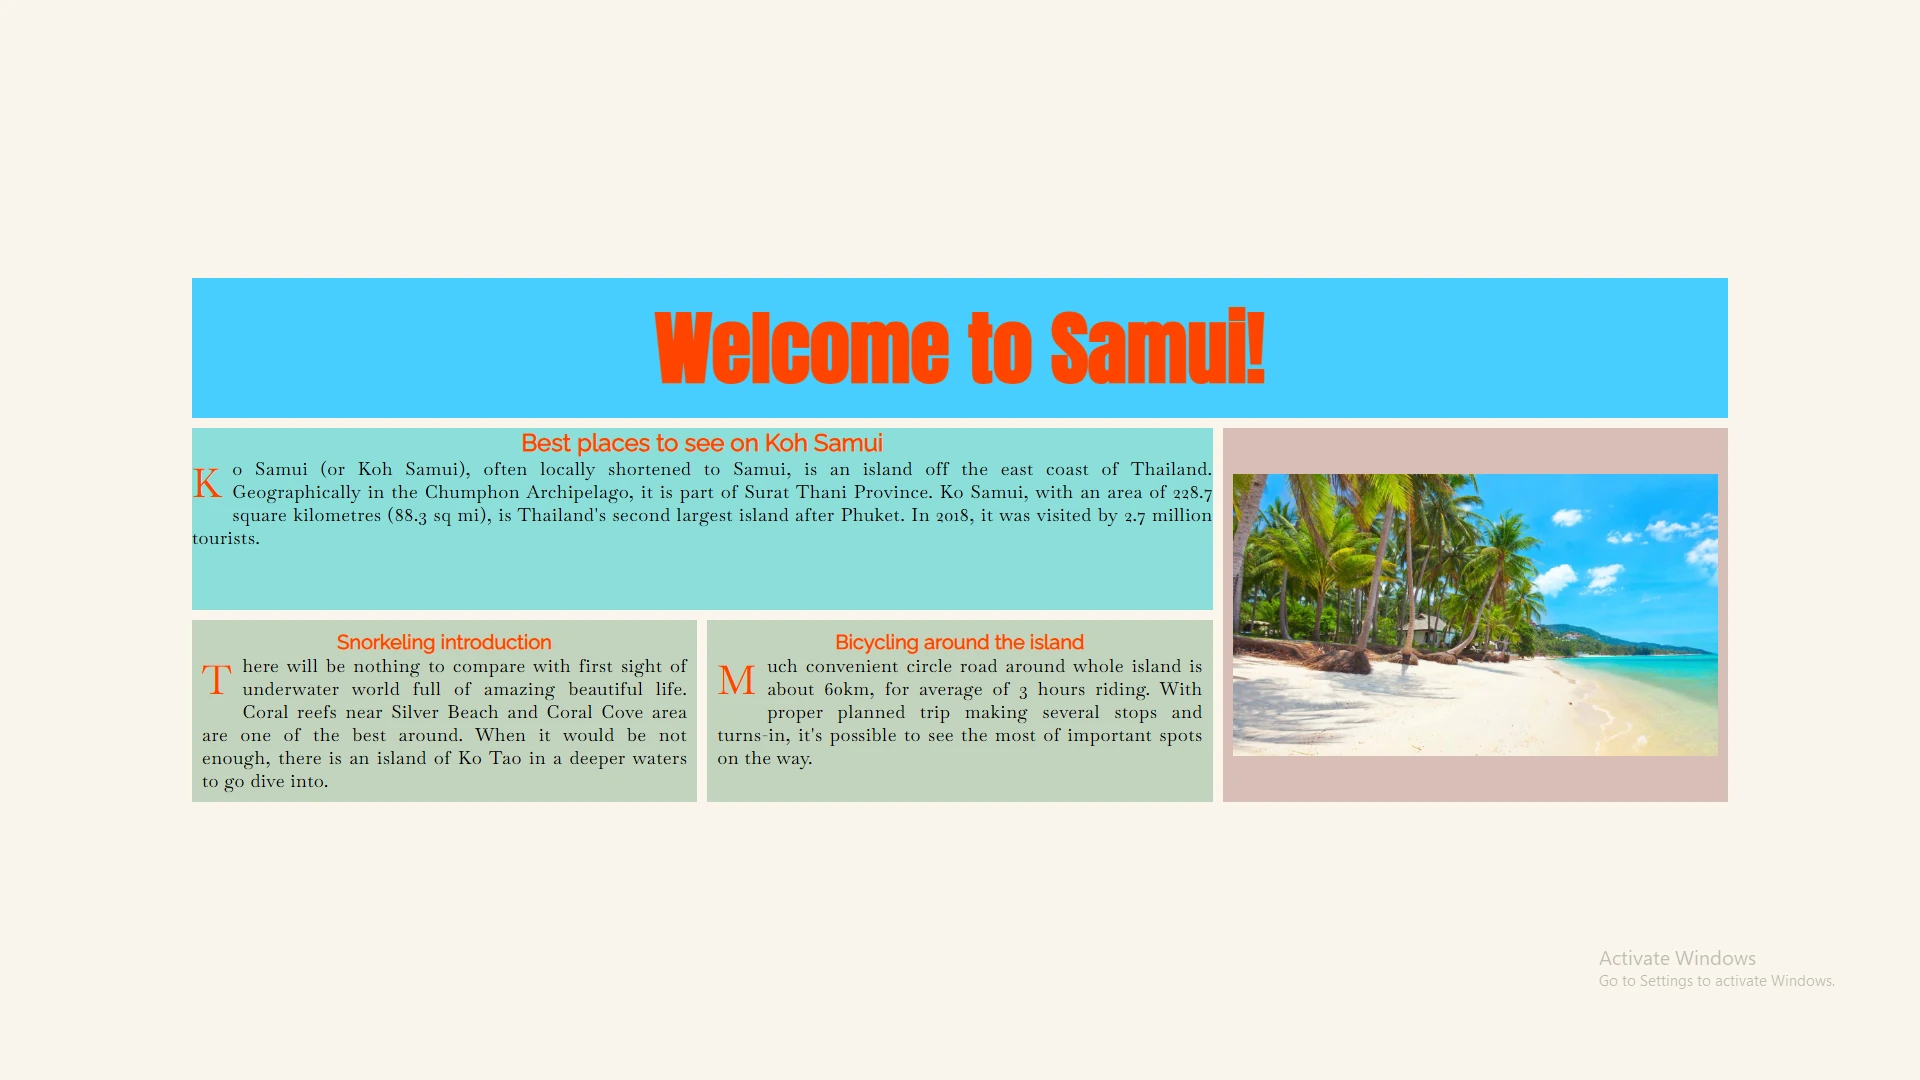 Welcome to Samui!
Best places to see on Koh Samui
Ko Samui (or Koh Samui), often locally shortened to Samui, is an island off the east coast of Thailand.
Geographically in the Chumphon Archipelago, it is part of Surat Thani Province. Ko Samui, with an area of 228.7
square kilometres (88.3 sq mi), is Thailand's second largest island after Phuket. In 2018, it was visited by 2.7 million
tourists.
Snorkeling introduction
There will be nothing to compare with first sight of
underwater world full of amazing beautiful life.
Coral reefs near Silver Beach and Coral Cove area
are one of the best around. When it would be not
enough, there is an island of Ko Tao in a deeper waters
to go dive into.
Bicycling around the island
Much convenient circle road around whole island is
about 60km, for average of 3 hours riding. With
proper planned trip making several stops and
turns-in, it's possible to see the most of important spots
on the way.
Activate Windows
Go to Settings to activate Windows.